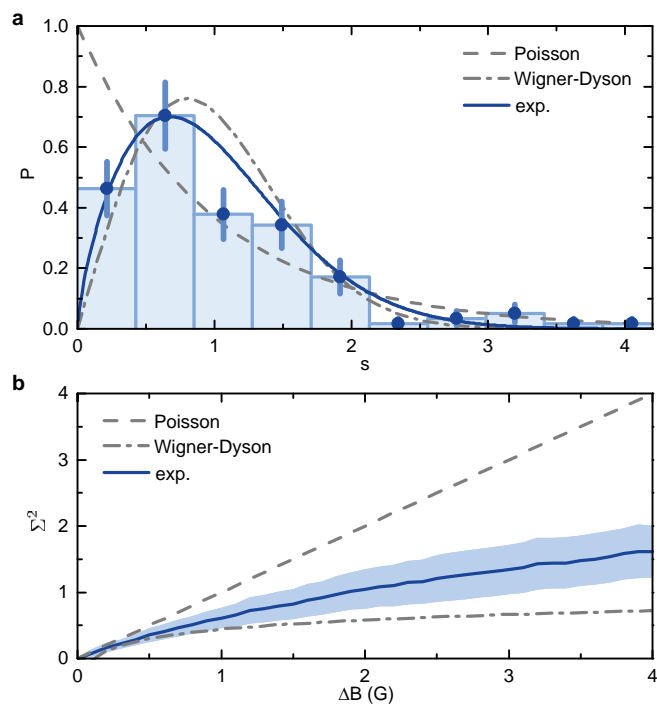 a
1.0
0.8
0.6
0.4
0.2
0.0
P
Poisson
Wigner-Dyson
exp.
0 1 2 3 4
s
b
4
3
2
1
0
Σ²
Poisson
Wigner-Dyson
exp.
0 1 2 3 4
ΔB (G)